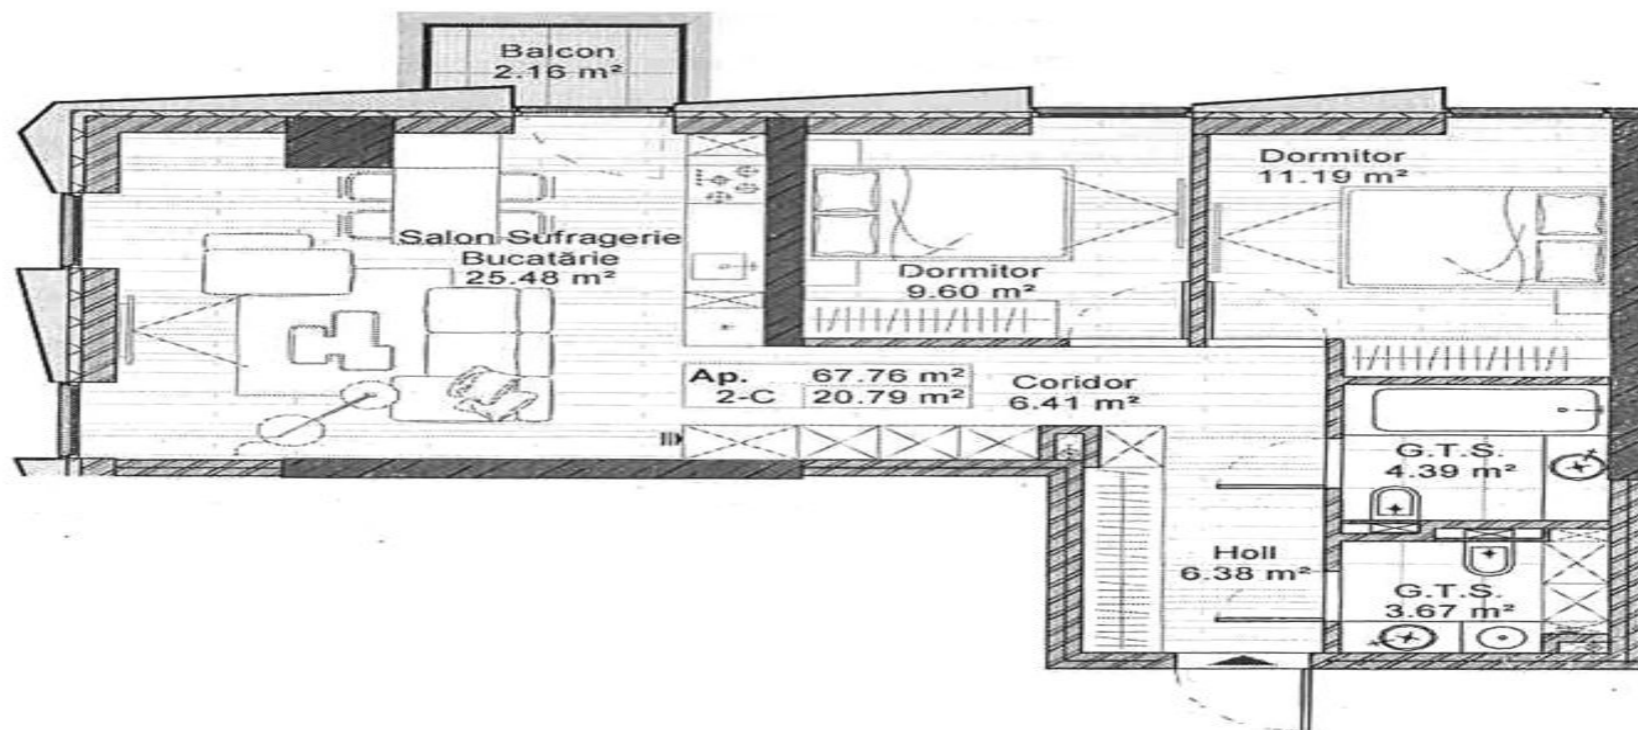 Balcon
2.16 m²
Dormitor
11.19 m²
Salon Sufragerie
Bucatărie
25.48 m²
Dormitor
9.60 m²
Ap. 67.76 m²
2-C 20.79 m²
Coridor
6.41 m²
G.T.S.
4.39 m²
Holl
6.38 m²
G.T.S.
3.67 m²